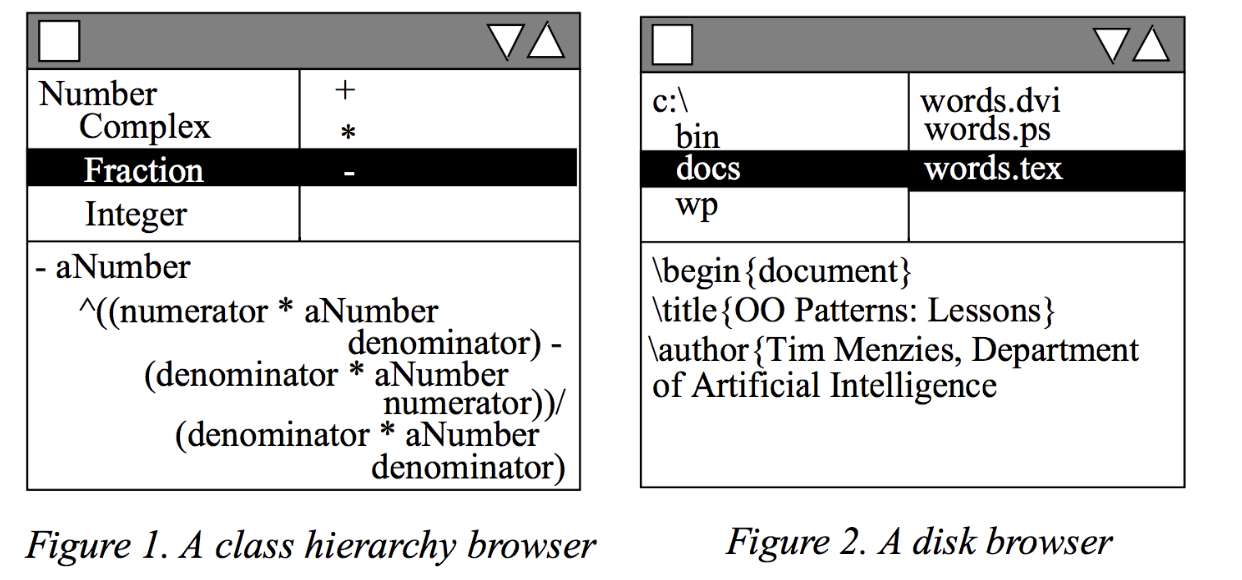 Number
Complex
Fraction
Integer
+
*
-
- aNumber
^((numerator * aNumber
denominator) -
(denominator * aNumber
numerator))/
(denominator * aNumber
denominator)
Figure 1. A class hierarchy browser
c:\
bin
docs
wp
words.dvi
words.ps
words.tex
\begin{document}
\title{OO Patterns: Lessons}
\author{Tim Menzies, Department
of Artificial Intelligence
Figure 2. A disk browser